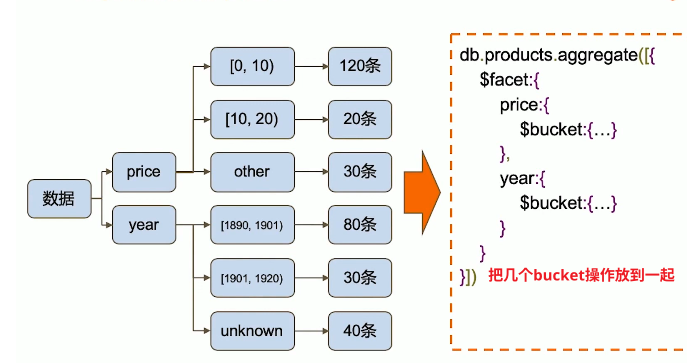 [0, 10)
120条
[10, 20)
20条
price
other
30条
数据
year
[1890, 1901)
80条
[1901, 1920)
30条
unknown
40条
db.products.aggregate([{
$facet:{
price:{
$bucket:{…}
},
year:{
$bucket:{…}
}
}
}])
把几个bucket操作放到一起